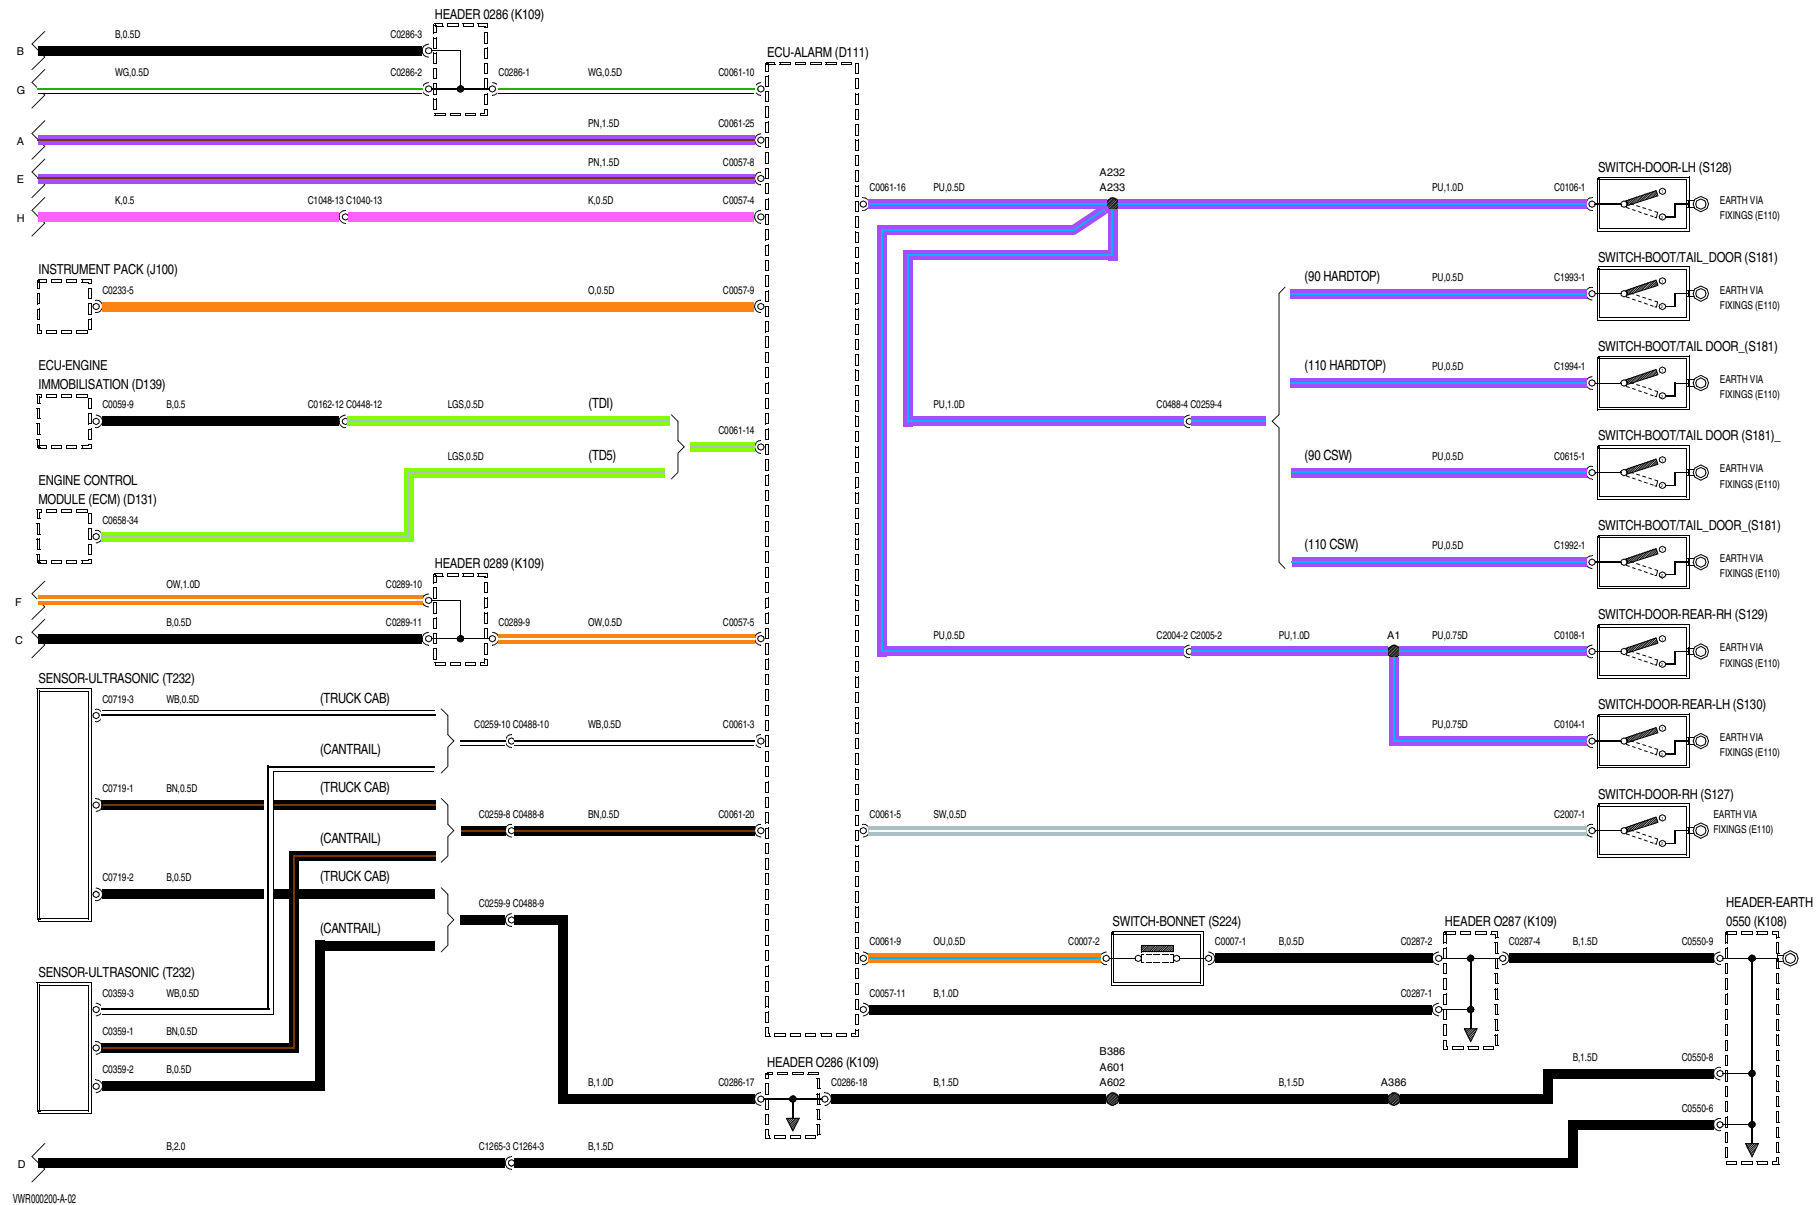 HEADER 0286 (K109)
B
B,0.5D
C0286-3
G
WG,0.5D
C0286-2
C0286-1
WG,0.5D
C0061-10
ECU-ALARM (D111)
A
PN,1.5D
C0061-25
E
PN,1.5D
C0057-8
H
K,0.5
C1048-13 C1040-13
K,0.5D
C0057-4
INSTRUMENT PACK (J100)
C0233-5
O,0.5D
C0057-9
ECU-ENGINE
IMMOBILISATION (D139)
C0059-9
B,0.5
C0162-12 C0448-12
LGS,0.5D
(TDI)
C0061-14
LGS,0.5D
(TD5)
ENGINE CONTROL
MODULE (ECM) (D131)
C0658-34
HEADER 0289 (K109)
F
OW,1.0D
C0289-10
C
B,0.5D
C0289-11
C0289-9
OW,0.5D
C0057-5
SENSOR-ULTRASONIC (T232)
C0719-3
WB,0.5D
(TRUCK CAB)
(CANTRAIL)
C0259-10 C0488-10
WB,0.5D
C0061-3
C0719-1
BN,0.5D
(TRUCK CAB)
(CANTRAIL)
C0259-8 C0488-8
BN,0.5D
C0061-20
C0719-2
B,0.5D
(TRUCK CAB)
(CANTRAIL)
C0259-9 C0488-9
SENSOR-ULTRASONIC (T232)
C0359-3
WB,0.5D
C0359-1
BN,0.5D
C0359-2
B,0.5D
B,1.0D
C0286-17
HEADER O286 (K109)
C0286-18
B,1.5D
B386
A601
A602
B,1.5D
A386
B,1.5D
C0550-8
C0550-6
D
B,2.0
C1265-3 C1264-3
B,1.5D
C0061-16
PU,0.5D
A232
A233
PU,1.0D
C0106-1
SWITCH-DOOR-LH (S128)
EARTH VIA
FIXINGS (E110)
(90 HARDTOP)
PU,0.5D
C1993-1
SWITCH-BOOT/TAIL_DOOR (S181)
EARTH VIA
FIXINGS (E110)
(110 HARDTOP)
PU,0.5D
C1994-1
SWITCH-BOOT/TAIL DOOR_(S181)
EARTH VIA
FIXINGS (E110)
PU,1.0D
C0488-4 C0259-4
(90 CSW)
PU,0.5D
C0615-1
SWITCH-BOOT/TAIL DOOR (S181)_
EARTH VIA
FIXINGS (E110)
(110 CSW)
PU,0.5D
C1992-1
SWITCH-BOOT/TAIL_DOOR_(S181)
EARTH VIA
FIXINGS (E110)
PU,0.5D
C2004-2 C2005-2
PU,1.0D
A1
PU,0.75D
C0108-1
SWITCH-DOOR-REAR-RH (S129)
EARTH VIA
FIXINGS (E110)
PU,0.75D
C0104-1
SWITCH-DOOR-REAR-LH (S130)
EARTH VIA
FIXINGS (E110)
C0061-5
SW,0.5D
C2007-1
SWITCH-DOOR-RH (S127)
EARTH VIA
FIXINGS (E110)
C0061-9
OU,0.5D
C0007-2
SWITCH-BONNET (S224)
C0007-1
B,0.5D
C0287-2
HEADER O287 (K109)
C0287-4
B,1.5D
C0550-9
HEADER-EARTH
0550 (K108)
C0057-11
B,1.0D
C0287-1
VWR000200-A-02